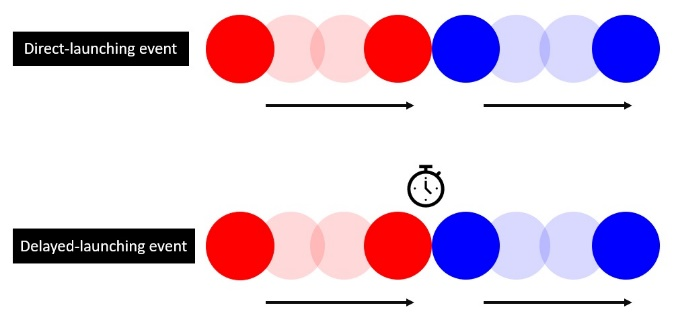 Direct-launching event
Delayed-launching event